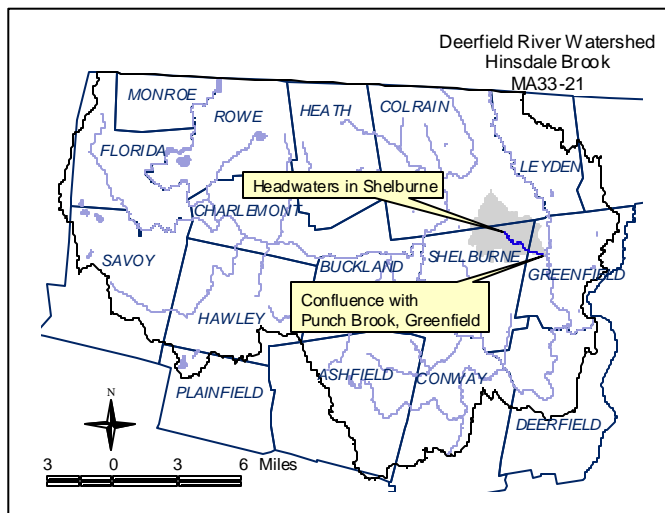 Deerfield River Watershed
Hinsdale Brook
MA33-21
MONROE
ROWE
HEATH
COLRAIN
FLORIDA
LEYDEN
Headwaters in Shelburne
CHARLEMONT
SAVOY
BUCKLAND
SHELBURNE
GREENFIELD
Confluence with
Punch Brook, Greenfield
HAWLEY
ASHFIELD
CONWAY
PLAINFIELD
DEERFIELD
N
3 0 3 6 Miles